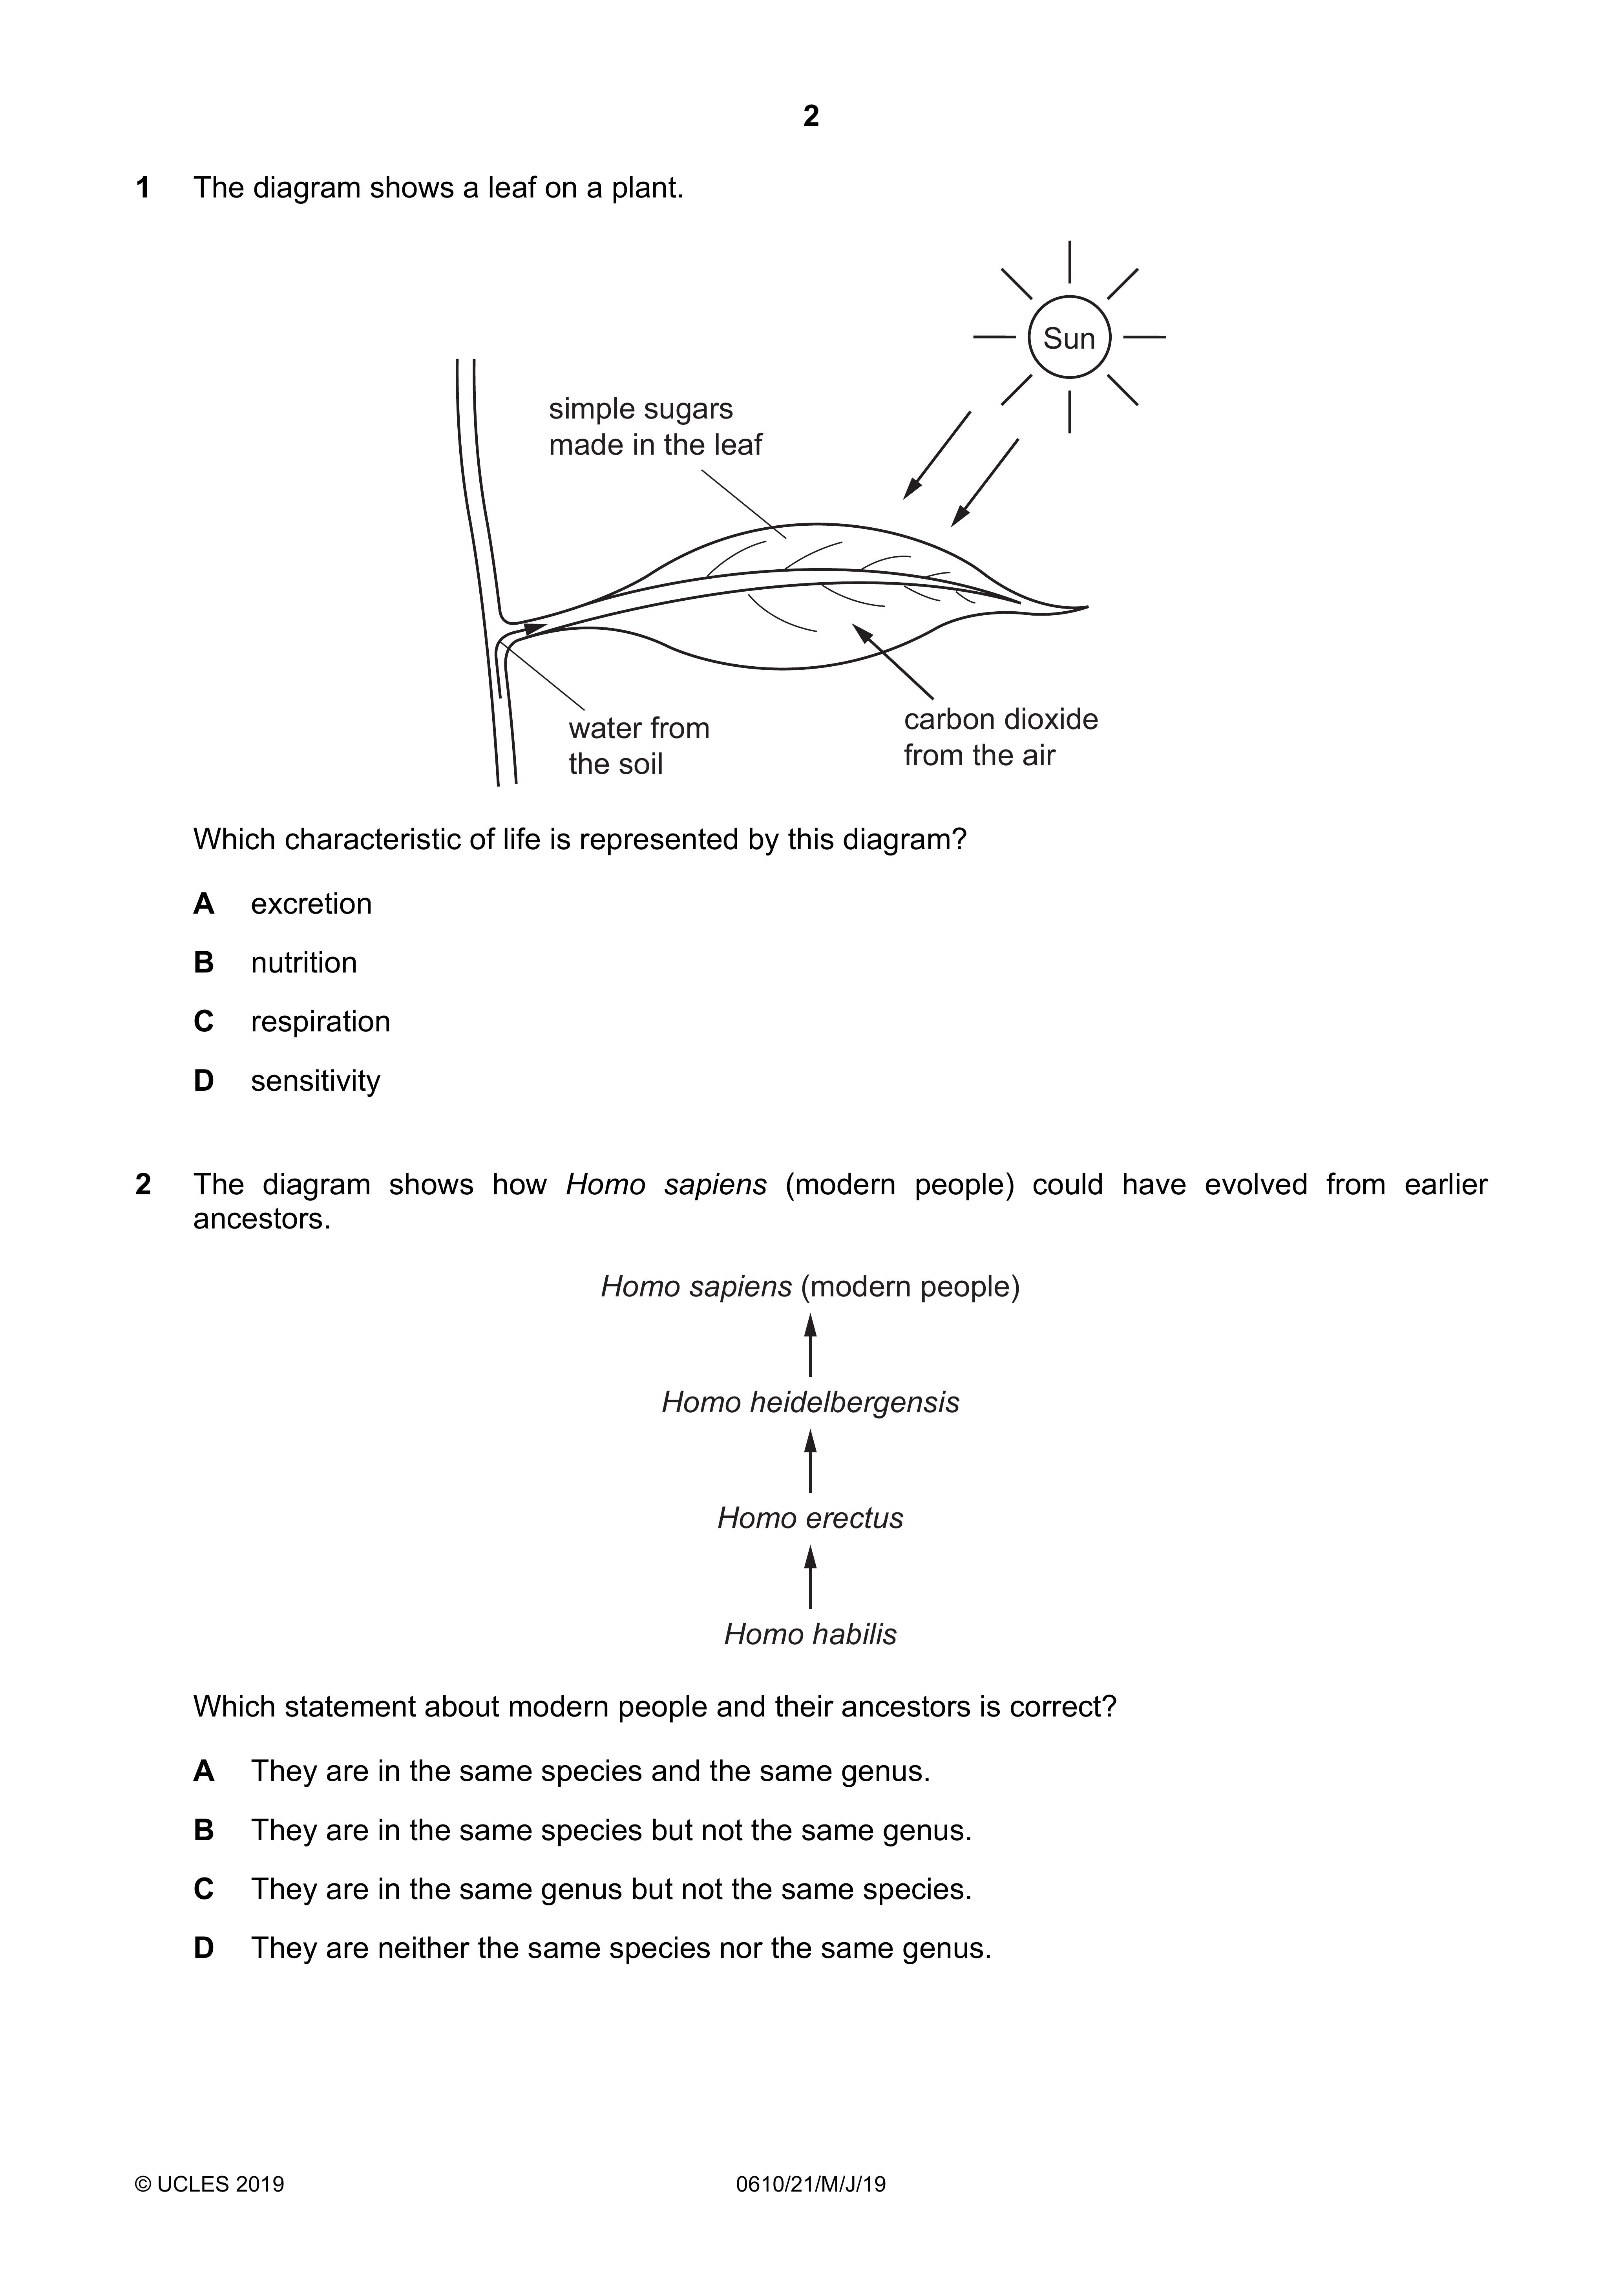 2
1 The diagram shows a leaf on a plant.
Sun
simple sugars
made in the leaf
water from
the soil
carbon dioxide
from the air
Which characteristic of life is represented by this diagram?
A excretion
B nutrition
C respiration
D sensitivity
2 The diagram shows how Homo sapiens (modern people) could have evolved from earlier
ancestors.
Homo sapiens (modern people)
Homo heidelbergensis
Homo erectus
Homo habilis
Which statement about modern people and their ancestors is correct?
A They are in the same species and the same genus.
B They are in the same species but not the same genus.
C They are in the same genus but not the same species.
D They are neither the same species nor the same genus.
© UCLES 2019 0610/21/M/J/19